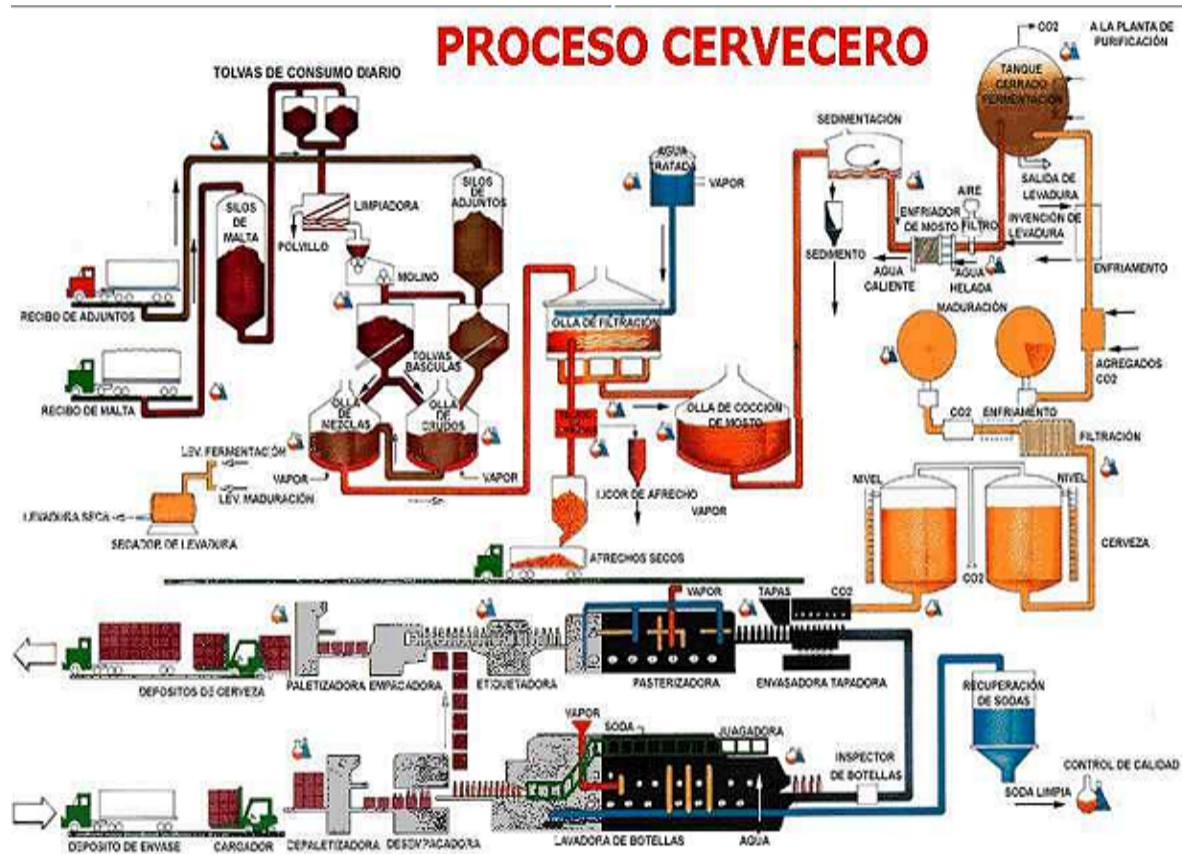 PROCESO CERVECERO
CO2
A LA PLANTA DE
PURIFICACIÓN
TOLVAS DE CONSUMO DIARIO
TANQUE
CERRADO
FERMENTACIÓN
SEDIMENTACIÓN
AGUA
TRATADA
VAPOR
SALIDA DE
LEVADURA
AIRE
SILOS
DE
MALTA
SILOS DE
ADJUNTOS
LIMPIADORA
POLVILLO
ENFRIADOR
DE MOSTO
FILTRO
INVENCIÓN DE
LEVADURA
MOLINO
SEDIMENTO
AGUA
CALIENTE
AGUA
HELADA
ENFRIAMENTO
RECIBO DE ADJUNTOS
OLLA DE FILTRACIÓN
MADURACIÓN
TOLVAS
BASCULAS
AGREGADOS
CO2
RECIBO DE MALTA
OLLA
DE
MEZCLAS
OLLA
DE
CRUDOS
OLLA DE COCCION
DE MOSTO
CO2
ENFRIAMENTO
FILTRACIÓN
LEV. FERMENTACIÓN
VAPOR
VAPOR
LEV. MADURACIÓN
LICOR DE AFRECHO
VAPOR
NIVEL
NIVEL
LEVADURA SECA
SECADOR DE LEVADURA
CERVEZA
AFRECHOS SECOS
CO2
VAPOR
TAPAS
CO2
DEPOSITOS DE CERVEZA
PALETIZADORA
EMPACADORA
ETIQUETADORA
PASTERIZADORA
ENVASADORA TAPADORA
RECUPERACIÓN
DE SODAS
VAPOR
SODA
JUAGADORA
INSPECTOR
DE BOTELLAS
CONTROL DE CALIDAD
SODA LIMPIA
DEPOSITO DE ENVASE
CARGADOR
DEPALETIZADORA
DESEMPACADORA
LAVADORA DE BOTELLAS
AGUA